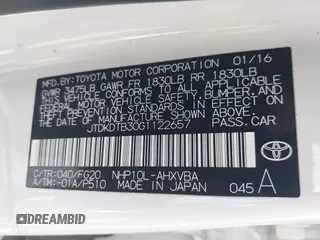 MFD. BY: TOYOTA MOTOR CORPORATION 01/16
GVWR 3475LB GAWR FR 1830LB RR 1830LB
THIS VEHICLE CONFORMS TO ALL APPLICABLE
FEDERAL MOTOR VEHICLE SAFETY AND
BUMPER STANDARDS IN EFFECT ON THE DATE
OF MANUFACTURE SHOWN ABOVE.
JTDKDTB30G1122657 PASS.CAR
C/TR:040/FG20 NHP10L-AHXVBA
A/TM:-01A/P510 MADE IN JAPAN 045 A
TOYOTA
DREAMBID